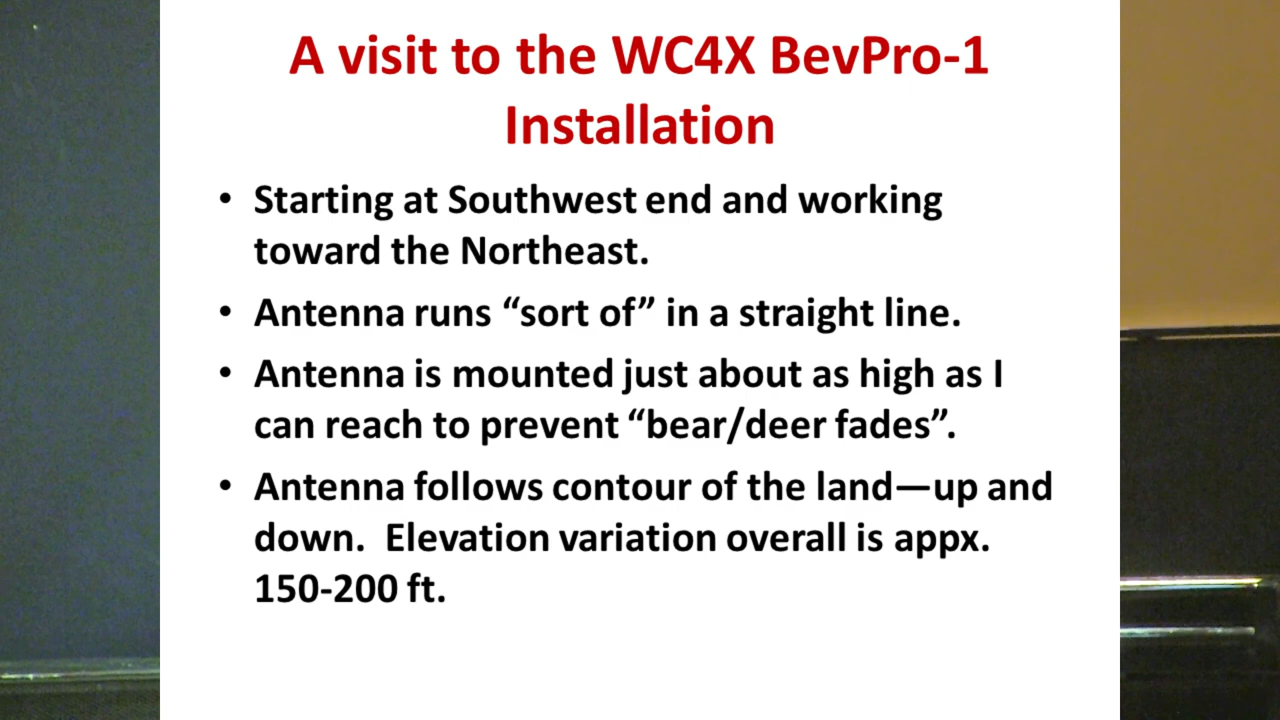 A visit to the WC4X BevPro-1
Installation
• Starting at Southwest end and working
toward the Northeast.
• Antenna runs “sort of” in a straight line.
• Antenna is mounted just about as high as I
can reach to prevent “bear/deer fades”.
• Antenna follows contour of the land—up and
down.  Elevation variation overall is appx.
150-200 ft.